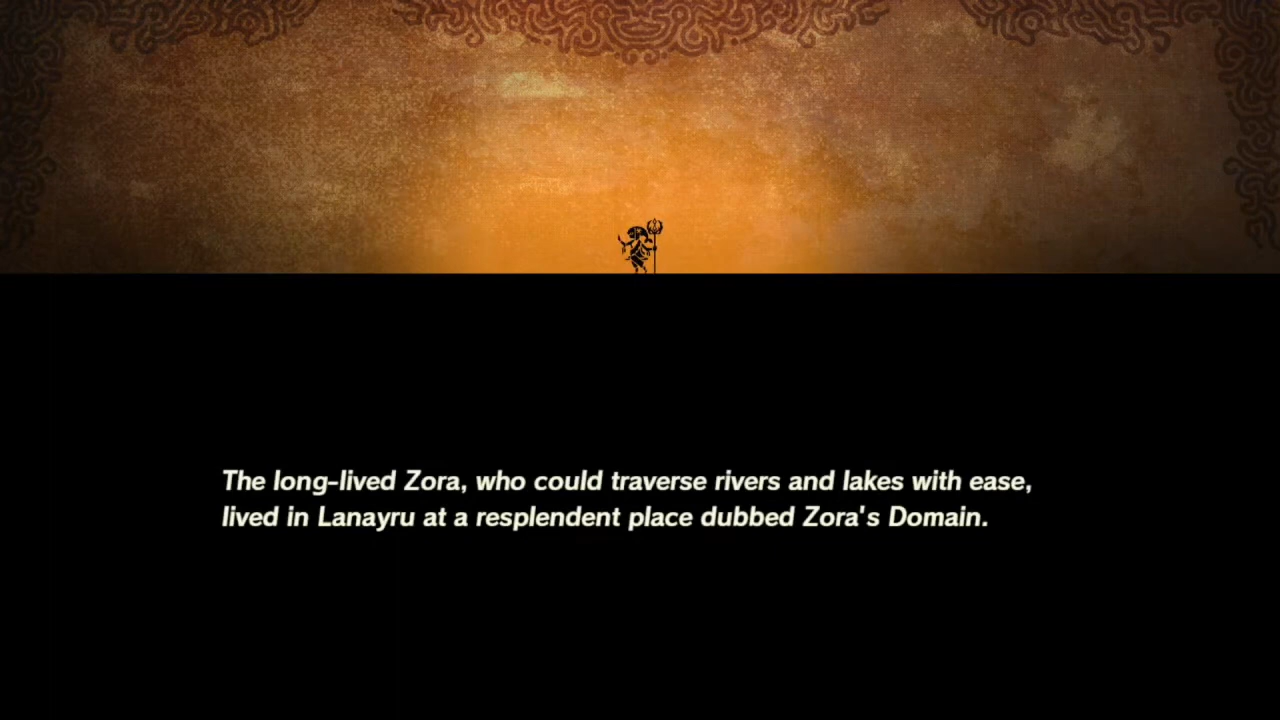 The long-lived Zora, who could traverse rivers and lakes with ease,
lived in Lanayru at a resplendent place dubbed Zora's Domain.